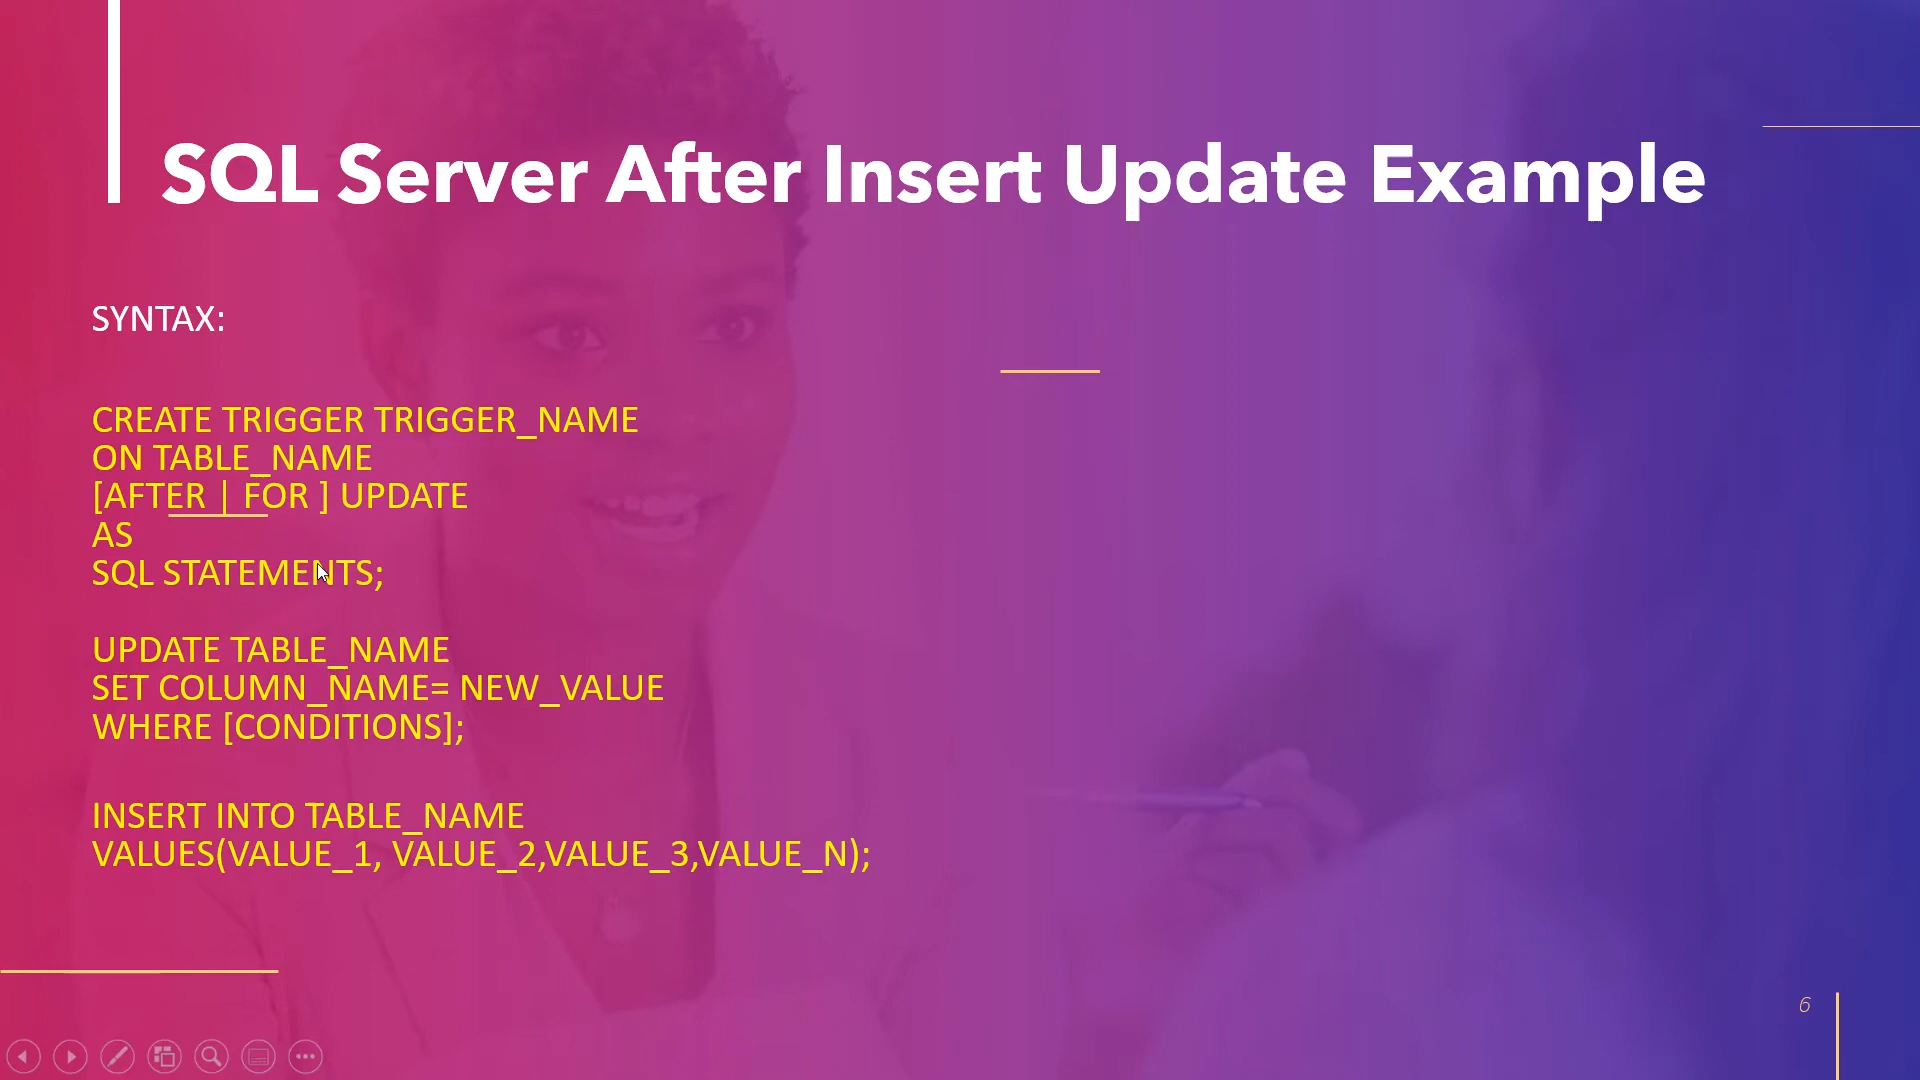 SQL Server After Insert Update Example
SYNTAX:
CREATE TRIGGER TRIGGER_NAME
ON TABLE_NAME
[AFTER | FOR ] UPDATE
AS
SQL STATEMENTS;
UPDATE TABLE_NAME
SET COLUMN_NAME= NEW_VALUE
WHERE [CONDITIONS];
INSERT INTO TABLE_NAME
VALUES(VALUE_1, VALUE_2,VALUE_3,VALUE_N);
6